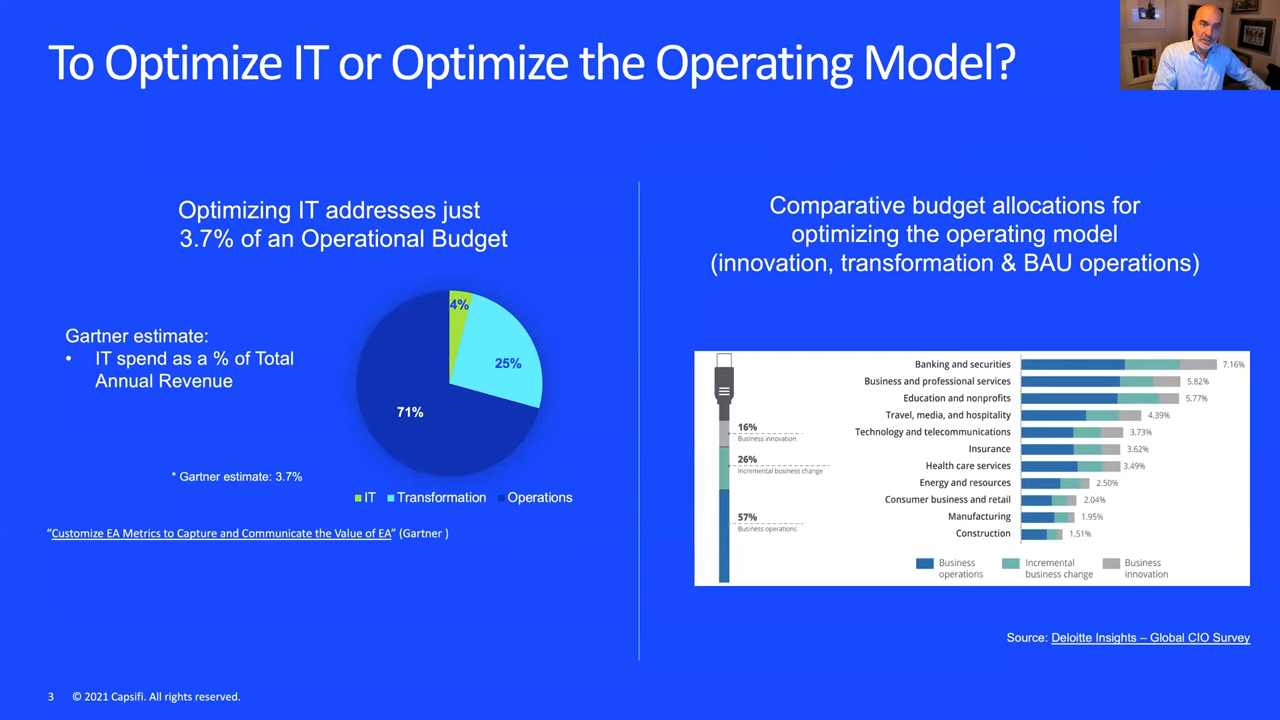 To Optimize IT or Optimize the Operating Model?
Optimizing IT addresses just
3.7% of an Operational Budget
Gartner estimate:
• IT spend as a % of Total
Annual Revenue
4%
25%
71%
* Gartner estimate: 3.7%
IT Transformation Operations
"Customize EA Metrics to Capture and Communicate the Value of EA" (Gartner )
Comparative budget allocations for
optimizing the operating model
(innovation, transformation & BAU operations)
16%
Business innovation
26%
Incremental business change
57%
Business operations
Banking and securities 7.16%
Business and professional services 5.82%
Education and nonprofits 5.77%
Travel, media, and hospitality 4.39%
Technology and telecommunications 3.73%
Insurance 3.62%
Health care services 3.49%
Energy and resources 2.50%
Consumer business and retail 2.04%
Manufacturing 1.95%
Construction 1.51%
Business operations
Incremental business change
Business innovation
Source: Deloitte Insights – Global CIO Survey
3 © 2021 Capsifi. All rights reserved.